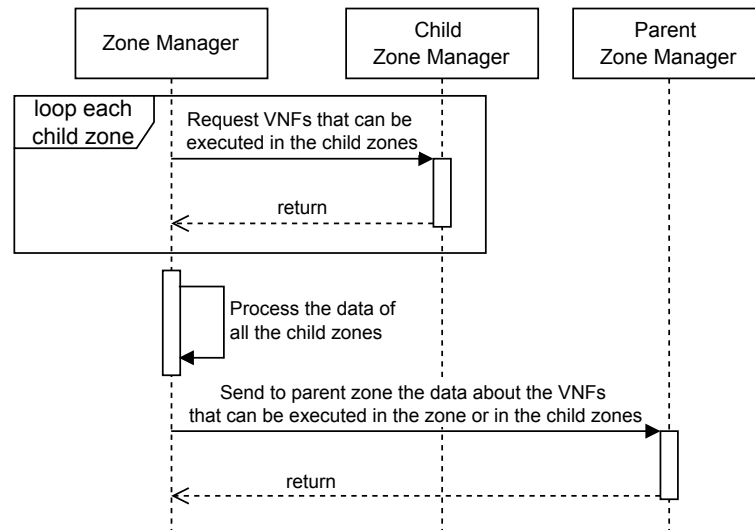 Zone Manager
Child
Zone Manager
Parent
Zone Manager
loop each
child zone
Request VNFs that can be
executed in the child zones
return
Process the data of
all the child zones
Send to parent zone the data about the VNFs
that can be executed in the zone or in the child zones
return